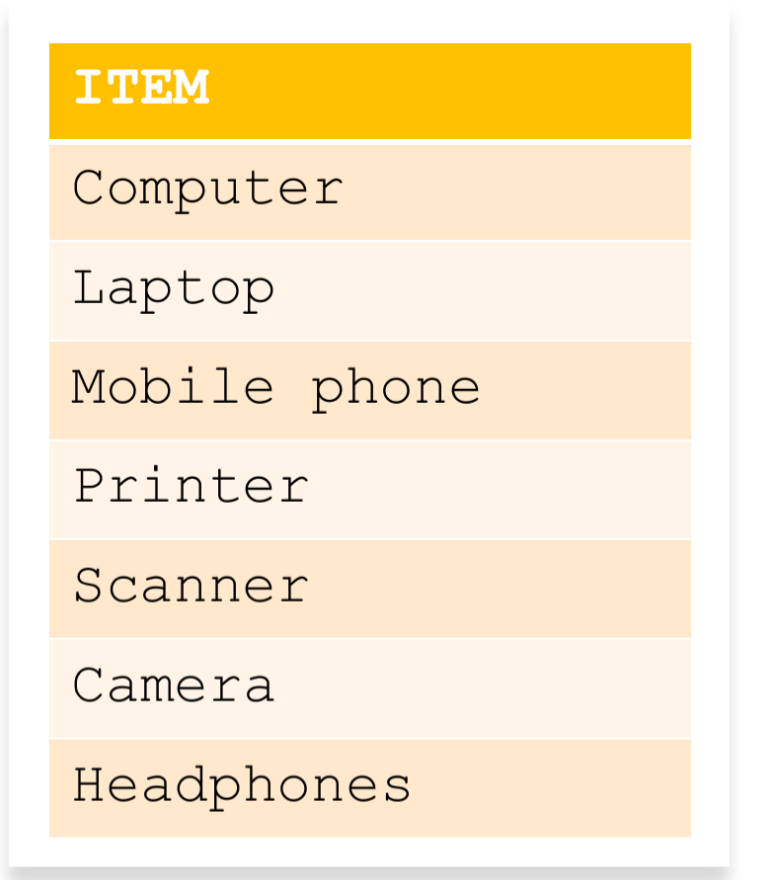 ITEM
Computer
Laptop
Mobile phone
Printer
Scanner
Camera
Headphones